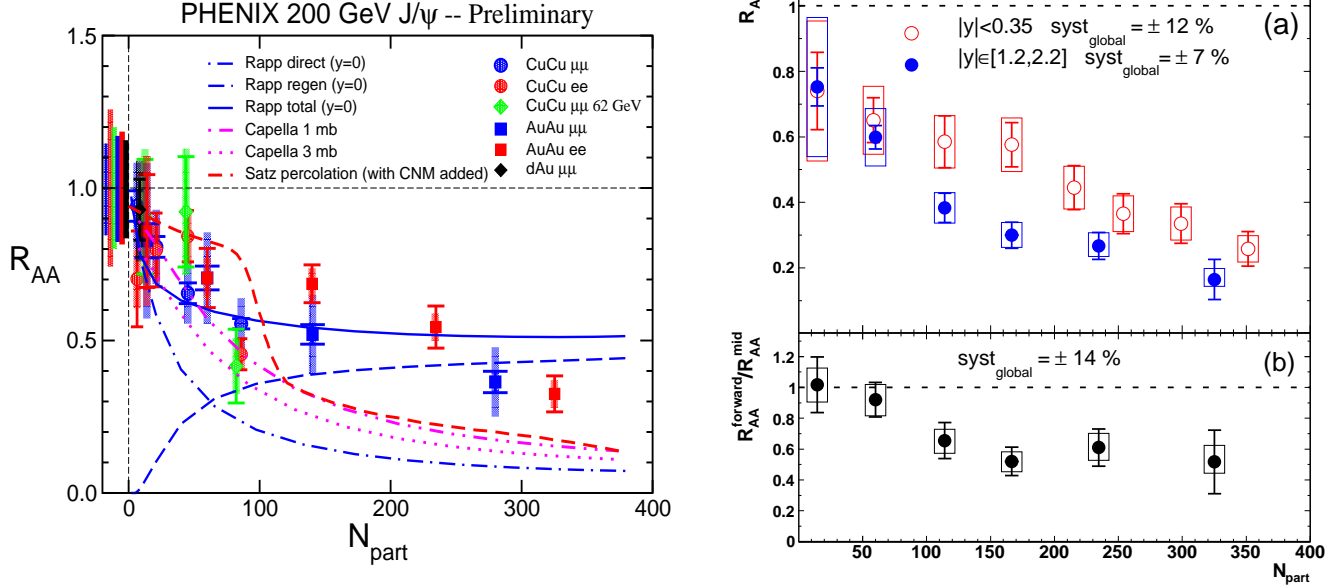 PHENIX 200 GeV J/ψ -- Preliminary
1.5
1.0
0.5
0.0
R_AA
Rapp direct (y=0)
Rapp regen (y=0)
Rapp total (y=0)
Capella 1 mb
Capella 3 mb
Satz percolation (with CNM added)
CuCu μμ
CuCu ee
CuCu μμ 62 GeV
AuAu μμ
AuAu ee
dAu μμ
0 100 200 300 400
N_part
1
0.8
0.6
0.4
0.2
(a)
|y|<0.35 syst_global = ± 12 %
|y|∈[1.2,2.2] syst_global = ± 7 %
R_AA^forward/R_AA^mid
1.2
1
0.8
0.6
0.4
0.2
0
syst_global = ± 14 %
(b)
50 100 150 200 250 300 350 400
N_part